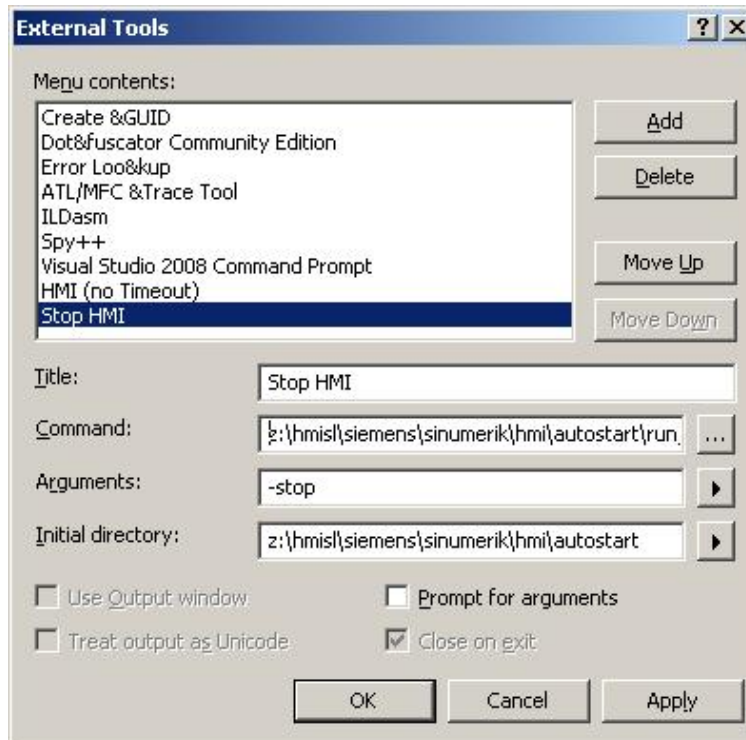 External Tools
Menu contents:
Create &GUID
Dot&fuscator Community Edition
Error Loo&kup
ATL/MFC &Trace Tool
ILDasm
Spy++
Visual Studio 2008 Command Prompt
HMI (no Timeout)
Stop HMI
Add
Delete
Move Up
Move Down
Title:
Stop HMI
Command:
z:\hmisl\siemens\sinumerik\hmi\autostart\run_
...
Arguments:
-stop
Initial directory:
z:\hmisl\siemens\sinumerik\hmi\autostart
Use Output window
Prompt for arguments
Treat output as Unicode
Close on exit
OK
Cancel
Apply